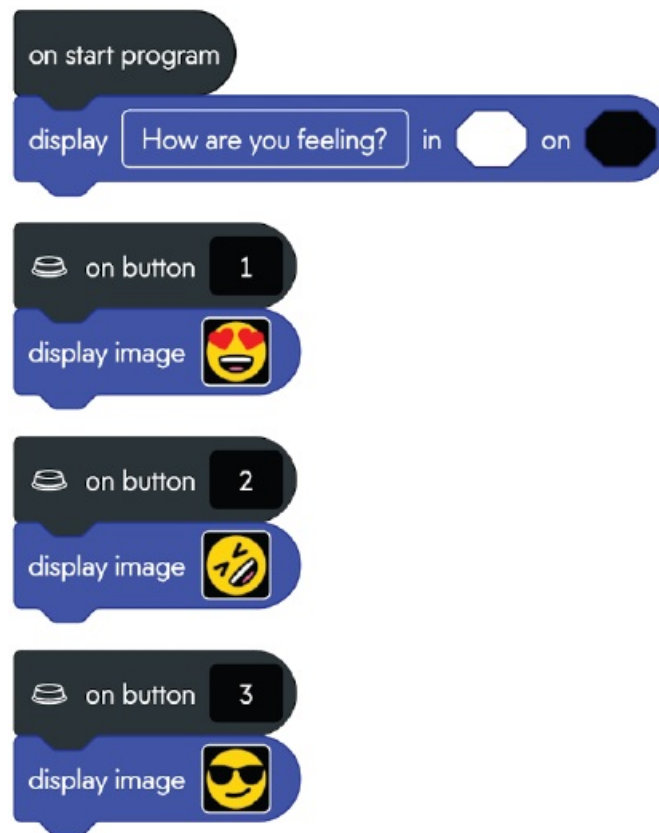 on start program
display How are you feeling? in on
on button 1
display image
on button 2
display image
on button 3
display image